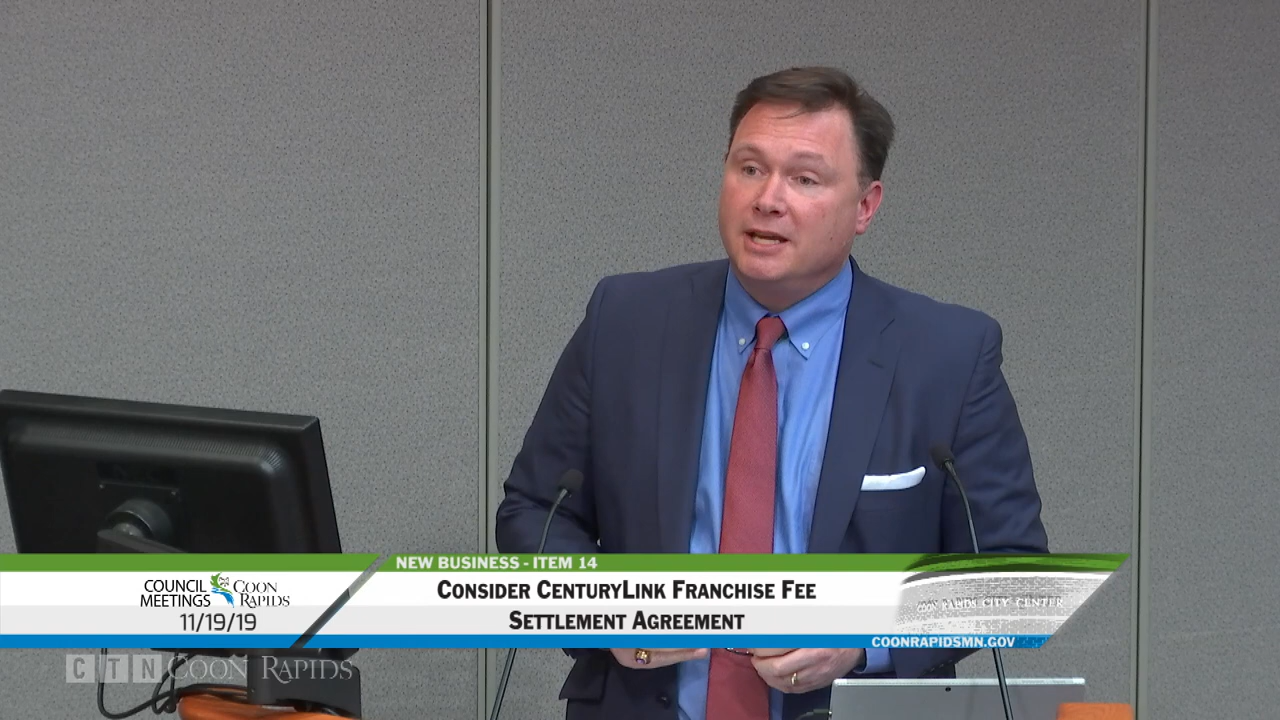 NEW BUSINESS - ITEM 14
COUNCIL MEETINGS
COON RAPIDS
11/19/19
CONSIDER CENTURYLINK FRANCHISE FEE
SETTLEMENT AGREEMENT
COON RAPIDS CITY CENTER
COONRAPIDSMN.GOV
CTN COON RAPIDS